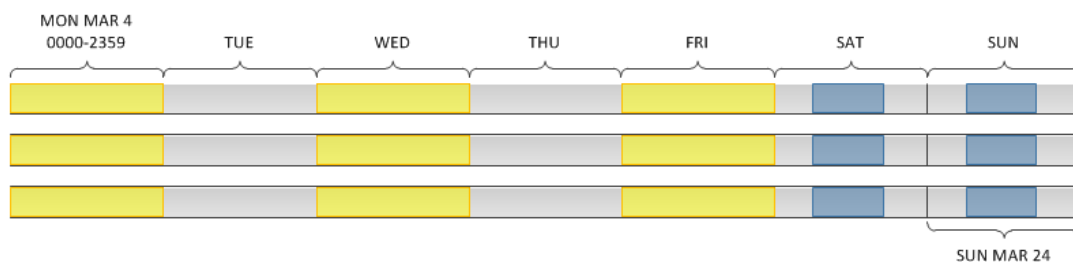 MON MAR 4
0000-2359
TUE
WED
THU
FRI
SAT
SUN
SUN MAR 24